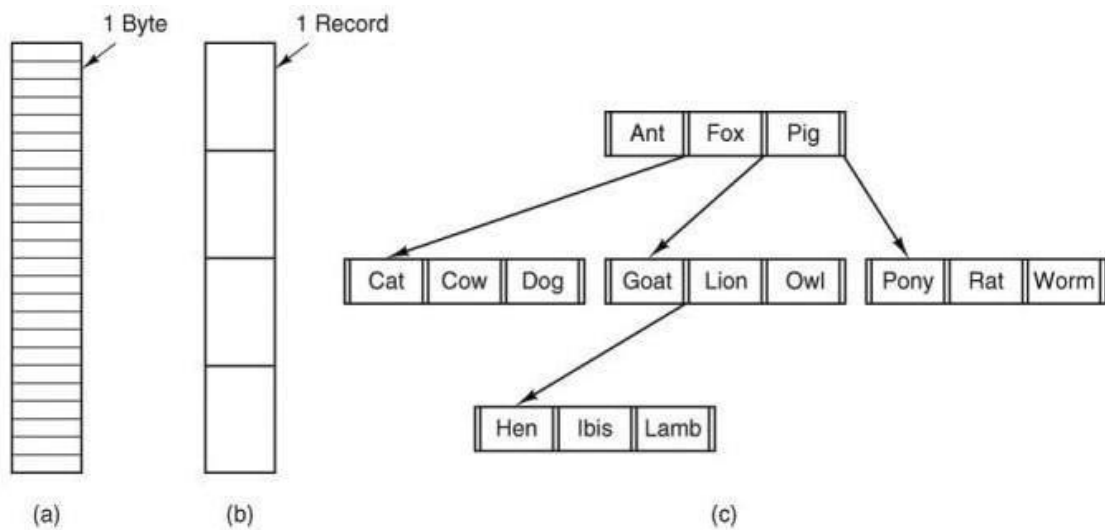 1 Byte
1 Record
Ant Fox Pig
Cat Cow Dog
Goat Lion Owl
Pony Rat Worm
Hen Ibis Lamb
(a)
(b)
(c)